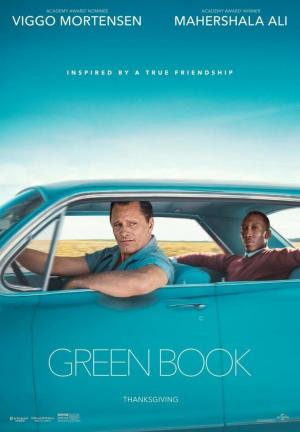 ACADEMY AWARD® NOMINEE
VIGGO MORTENSEN
ACADEMY AWARD® WINNER
MAHERSHALA ALI
INSPIRED BY A TRUE FRIENDSHIP
GREEN BOOK
THANKSGIVING